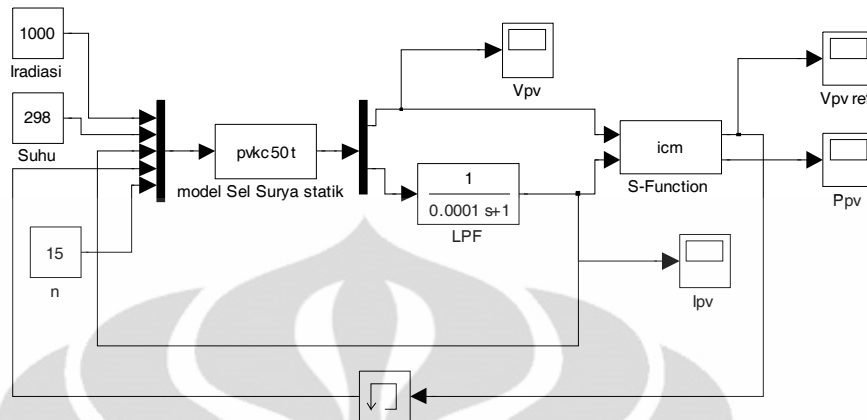 1000
Iradiasi
298
Suhu
15
n
pvkc50t
model Sel Surya statik
Vpv
1
0.0001 s+1
LPF
icm
S-Function
Vpv ref
Ppv
Ipv